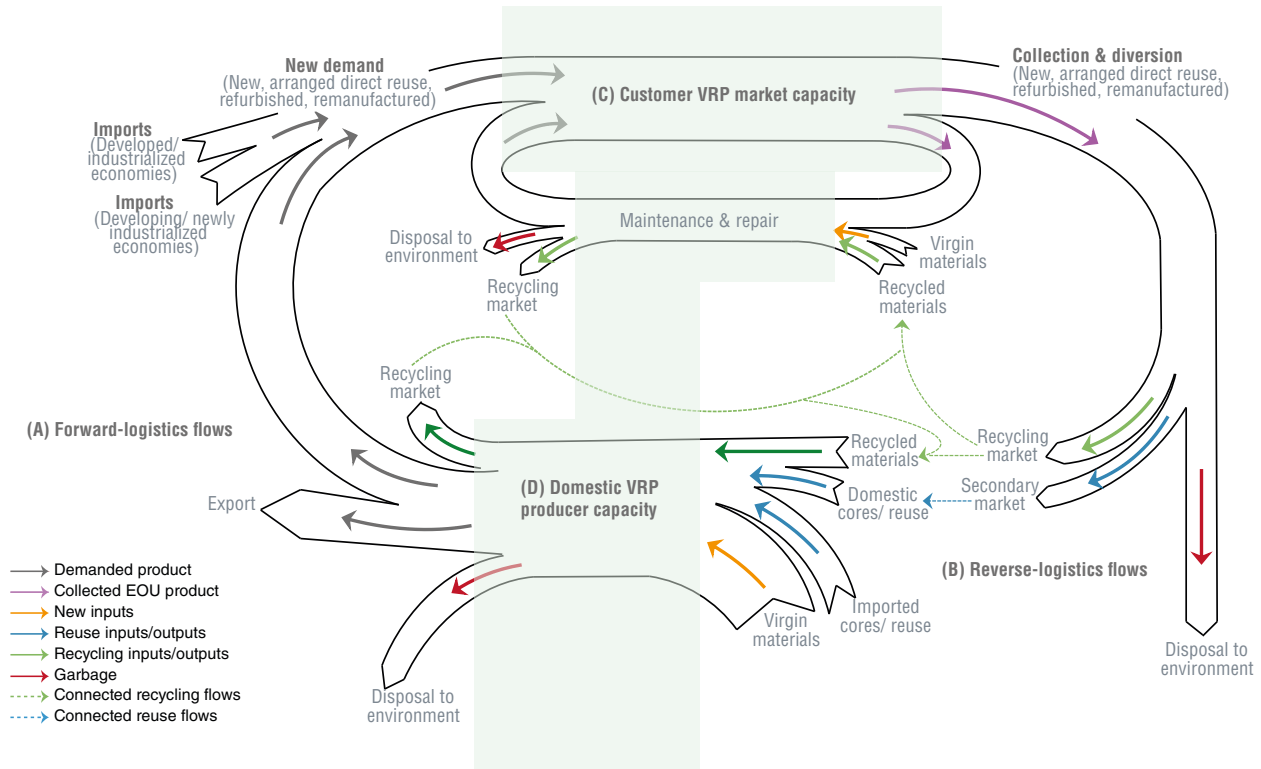 New demand
(New, arranged direct reuse,
refurbished, remanufactured)
Collection & diversion
(New, arranged direct reuse,
refurbished, remanufactured)
(C) Customer VRP market capacity
Imports
(Developed/
industrialized
economies)
Imports
(Developing/ newly
industrialized
economies)
Maintenance & repair
Disposal to
environment
Recycling
market
Virgin
materials
Recycled
materials
Recycling
market
(A) Forward-logistics flows
Recycled
materials
Recycling
market
Domestic
cores/ reuse
Secondary
market
(D) Domestic VRP
producer capacity
Export
(B) Reverse-logistics flows
Virgin
materials
Imported
cores/ reuse
Disposal to
environment
Disposal to
environment
Demanded product
Collected EOU product
New inputs
Reuse inputs/outputs
Recycling inputs/outputs
Garbage
Connected recycling flows
Connected reuse flows